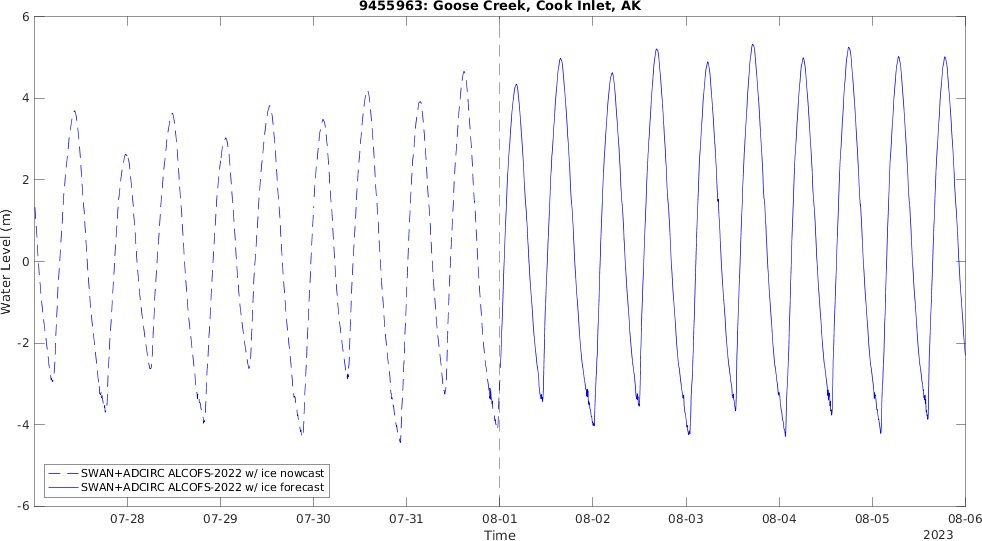 9455963: Goose Creek, Cook Inlet, AK
6
4
2
0
-2
-4
-6
Water Level (m)
SWAN+ADCIRC ALCOFS-2022 w/ ice nowcast
SWAN+ADCIRC ALCOFS-2022 w/ ice forecast
07-28 07-29 07-30 07-31 08-01 08-02 08-03 08-04 08-05 08-06
Time
2023